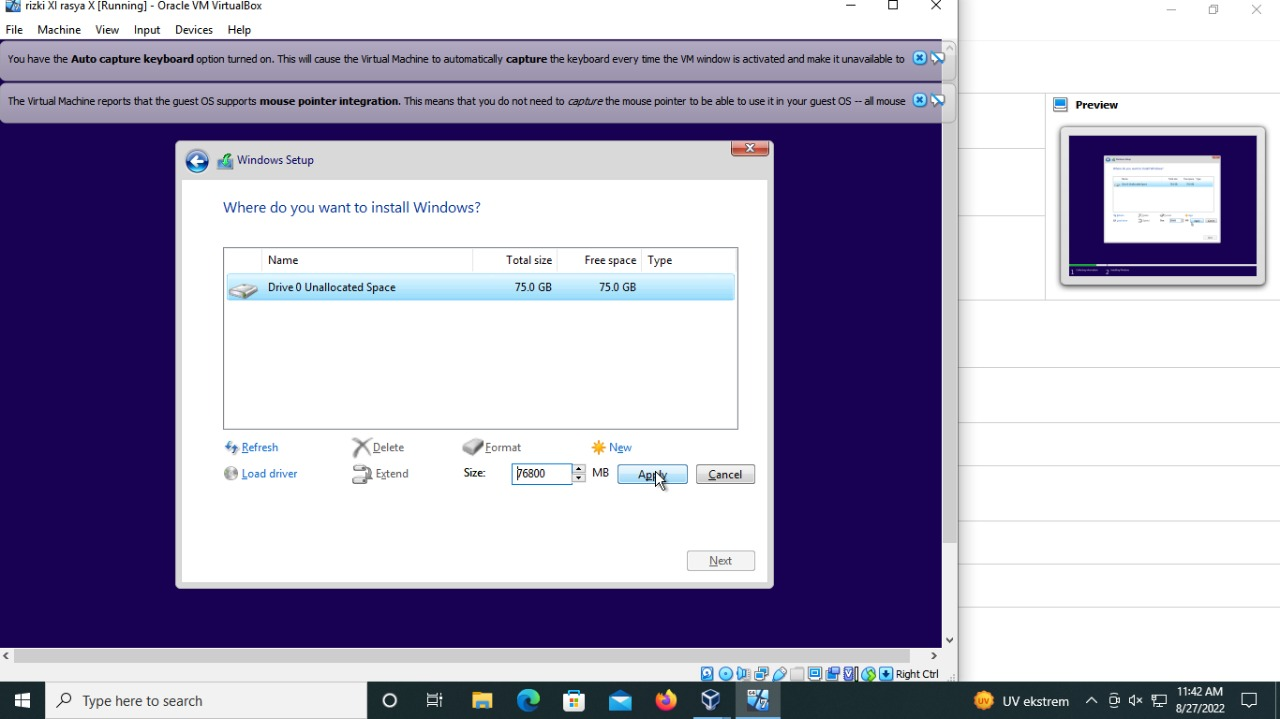 rizki XI rasya X [Running] - Oracle VM VirtualBox
File Machine View Input Devices Help
You have the Auto capture keyboard option turned on. This will cause the Virtual Machine to automatically capture the keyboard every time the VM window is activated and make it unavailable to
The Virtual Machine reports that the guest OS supports mouse pointer integration. This means that you do not need to capture the mouse pointer to be able to use it in your guest OS -- all mouse
Preview
Windows Setup
Where do you want to install Windows?
Name Total size Free space Type
Drive 0 Unallocated Space 75.0 GB 75.0 GB
Refresh Delete Format New
Load driver Extend Size: 76800 MB Apply Cancel
Next
Right Ctrl
Type here to search
UV ekstrem
11:42 AM
8/27/2022